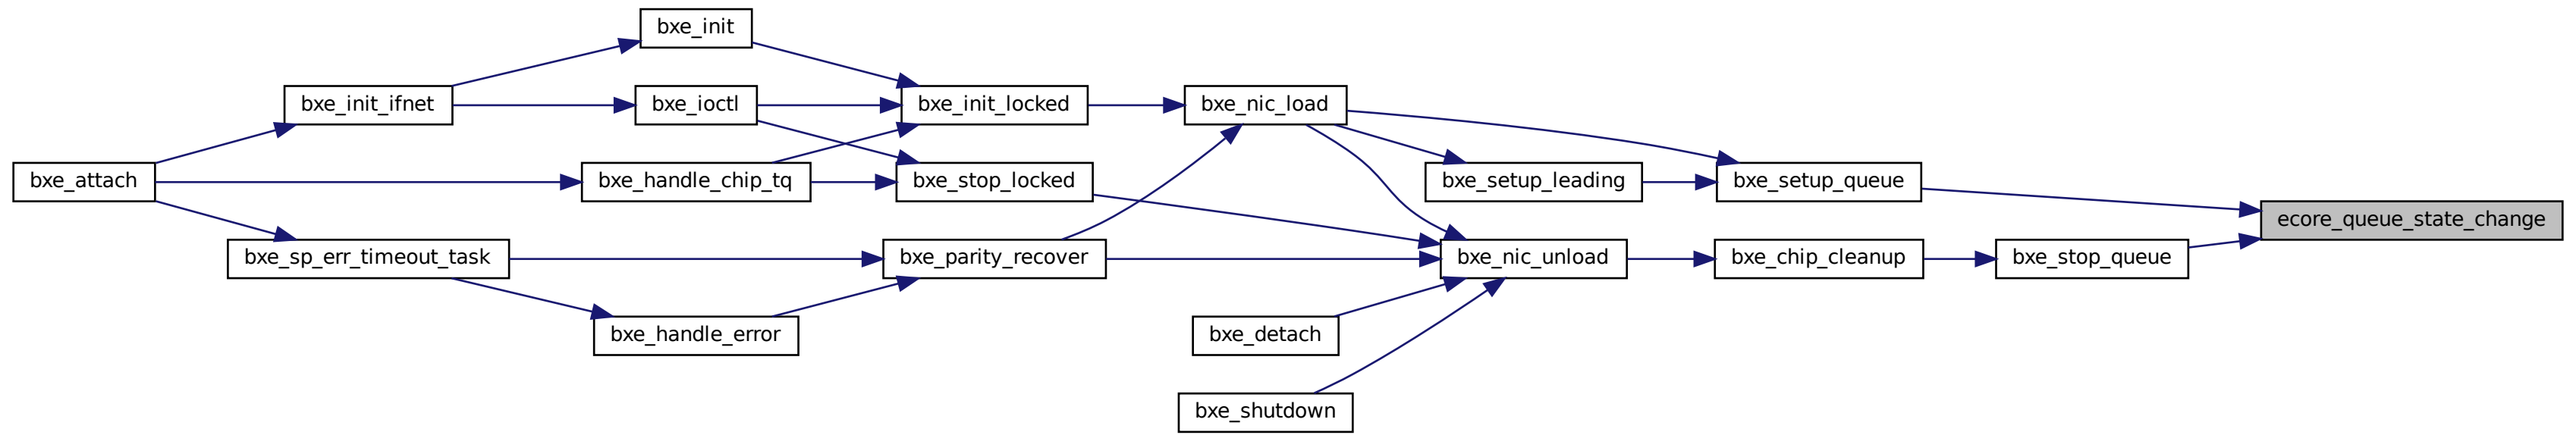 bxe_init
bxe_init_ifnet
bxe_ioctl
bxe_init_locked
bxe_nic_load
bxe_attach
bxe_handle_chip_tq
bxe_stop_locked
bxe_setup_leading
bxe_setup_queue
ecore_queue_state_change
bxe_sp_err_timeout_task
bxe_parity_recover
bxe_nic_unload
bxe_chip_cleanup
bxe_stop_queue
bxe_handle_error
bxe_detach
bxe_shutdown